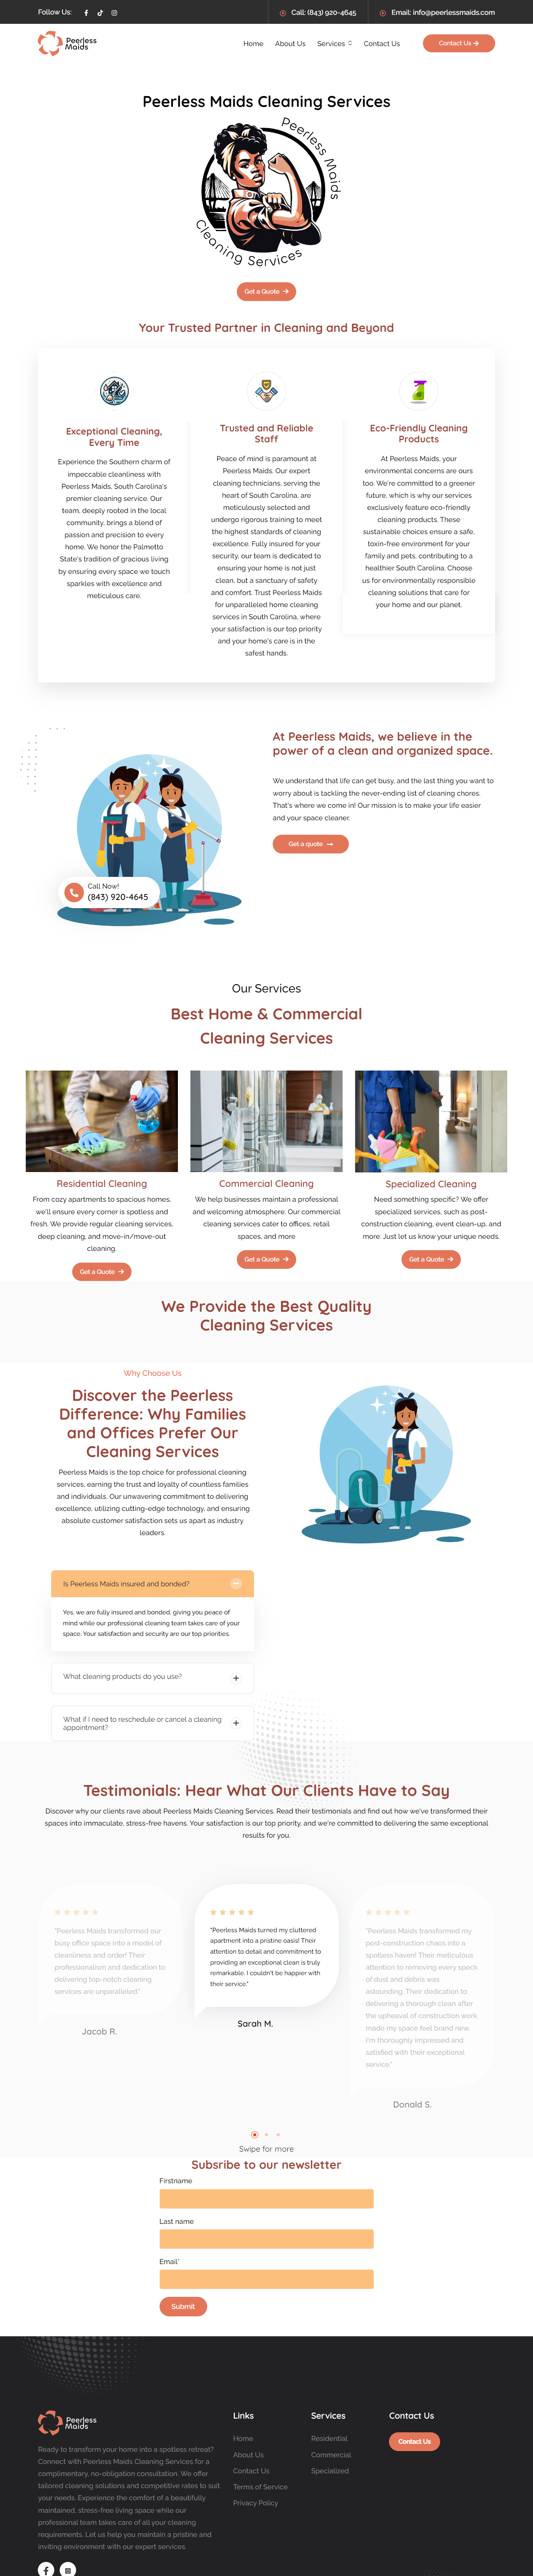 Follow Us:
Call: (843) 920-4645
Email: info@peerlessmaids.com
Peerless
Maids
Home
About Us
Services
Contact Us
Contact Us
Peerless Maids Cleaning Services
Peerless Maids
Cleaning Services
Get a Quote
Your Trusted Partner in Cleaning and Beyond
Exceptional Cleaning,
Every Time
Experience the Southern charm of
impeccable cleanliness with
Peerless Maids, South Carolina's
premier cleaning service. Our
team, deeply rooted in the local
community, brings a blend of
passion and precision to every
home. We honor the Palmetto
State's tradition of gracious living
by ensuring every space we touch
sparkles with excellence and
meticulous care.
Trusted and Reliable
Staff
Peace of mind is paramount at
Peerless Maids. Our expert
cleaning technicians, serving the
heart of South Carolina, are
meticulously selected and
undergo rigorous training to meet
the highest standards of cleaning
excellence. Fully insured for your
security, our team is dedicated to
ensuring your home is not just
clean, but a sanctuary of safety
and comfort. Trust Peerless Maids
for unparalleled home cleaning
services in South Carolina, where
your satisfaction is our top priority
and your home's care is in the
safest hands.
Eco-Friendly Cleaning
Products
At Peerless Maids, your
environmental concerns are ours
too. We're committed to a greener
future, which is why our services
exclusively feature eco-friendly
cleaning products. These
sustainable choices ensure a safe,
toxin-free environment for your
family and pets, contributing to a
healthier South Carolina. Choose
us for environmentally responsible
cleaning solutions that care for
your home and our planet.
At Peerless Maids, we believe in the
power of a clean and organized space.
We understand that life can get busy, and the last thing you want to
worry about is tackling the never-ending list of cleaning chores.
That's where we come in! Our mission is to make your life easier
and your space cleaner.
Get a quote
Call Now!
(843) 920-4645
Our Services
Best Home & Commercial
Cleaning Services
Residential Cleaning
From cozy apartments to spacious homes,
we'll ensure every corner is spotless and
fresh. We provide regular cleaning services,
deep cleaning, and move-in/move-out
cleaning.
Get a Quote
Commercial Cleaning
We help businesses maintain a professional
and welcoming atmosphere. Our commercial
cleaning services cater to offices, retail
spaces, and more
Get a Quote
Specialized Cleaning
Need something specific? We offer
specialized services, such as post-
construction cleaning, event clean-up, and
more. Just let us know your unique needs.
Get a Quote
We Provide the Best Quality
Cleaning Services
Why Choose Us
Discover the Peerless
Difference: Why Families
and Offices Prefer Our
Cleaning Services
Peerless Maids is the top choice for professional cleaning
services, earning the trust and loyalty of countless families
and individuals. Our unwavering commitment to delivering
excellence, utilizing cutting-edge technology, and ensuring
absolute customer satisfaction sets us apart as industry
leaders.
Is Peerless Maids insured and bonded?
Yes, we are fully insured and bonded, giving you peace of
mind while our professional cleaning team takes care of your
space. Your satisfaction and security are our top priorities.
What cleaning products do you use?
What if I need to reschedule or cancel a cleaning
appointment?
Testimonials: Hear What Our Clients Have to Say
Discover why our clients rave about Peerless Maids Cleaning Services. Read their testimonials and find out how we've transformed their
spaces into immaculate, stress-free havens. Your satisfaction is our top priority, and we're committed to delivering the same exceptional
results for you.
"Peerless Maids transformed our
busy office space into a model of
cleanliness and order! Their
professionalism and dedication to
delivering top-notch cleaning
services are unparalleled."
Jacob R.
"Peerless Maids turned my cluttered
apartment into a pristine oasis! Their
attention to detail and commitment to
providing an exceptional clean is truly
remarkable. I couldn't be happier with
their service."
Sarah M.
"Peerless Maids transformed my
post-construction chaos into a
spotless haven! Their meticulous
attention to removing every speck
of dust and debris was
astounding. Their dedication to
delivering a thorough clean after
the upheaval of construction work
made my space feel brand new.
I'm thoroughly impressed and
satisfied with their exceptional
service."
Donald S.
Swipe for more
Subsribe to our newsletter
Firstname
Last name
Email*
Submit
Peerless
Maids
Ready to transform your home into a spotless retreat?
Connect with Peerless Maids Cleaning Services for a
complimentary, no-obligation consultation. We offer
tailored cleaning solutions and competitive rates to suit
your needs. Experience the comfort of a beautifully
maintained, stress-free living space while our
professional team takes care of all your cleaning
requirements. Let us help you maintain a pristine and
inviting environment with our expert services.
Links
Home
About Us
Contact Us
Terms of Service
Privacy Policy
Services
Residential
Commercial
Specialized
Contact Us
Contact Us